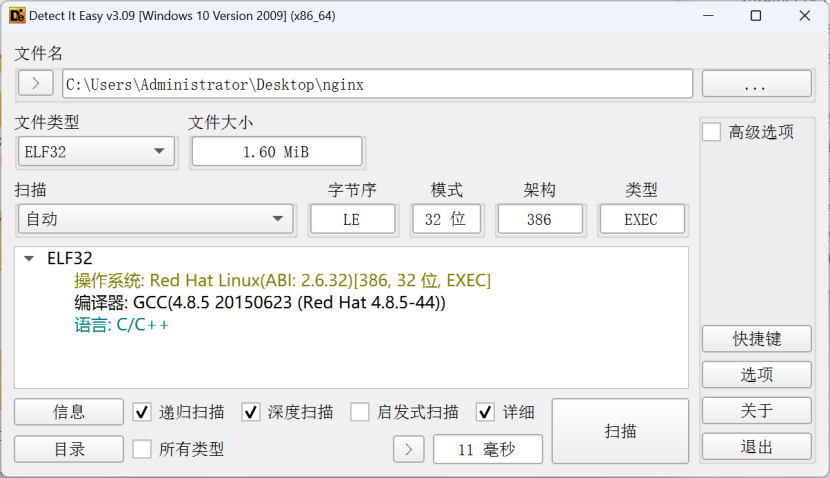 Detect It Easy v3.09 [Windows 10 Version 2009] (x86_64)
文件名
> C:\Users\Administrator\Desktop\nginx ...
文件类型 文件大小
ELF32 1.60 MiB
高级选项
扫描 字节序 模式 架构 类型
自动 LE 32 位 386 EXEC
ELF32
操作系统: Red Hat Linux(ABI: 2.6.32)[386, 32 位, EXEC]
编译器: GCC(4.8.5 20150623 (Red Hat 4.8.5-44))
语言: C/C++
快捷键
选项
关于
退出
信息 递归扫描 深度扫描 启发式扫描 详细
目录 所有类型 > 11 毫秒
扫描